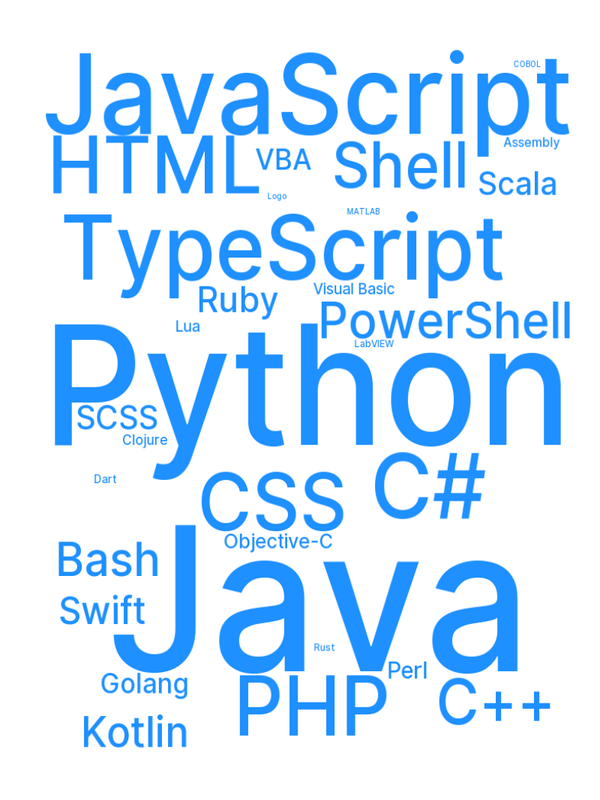 COBOL
JavaScript
Assembly
HTML
VBA
Shell
Scala
Logo
MATLAB
TypeScript
Visual Basic
Ruby
PowerShell
Lua
LabVIEW
Python
SCSS
Clojure
Dart
C#
CSS
Objective-C
Bash
Java
Swift
Rust
Perl
Golang
PHP
C++
Kotlin